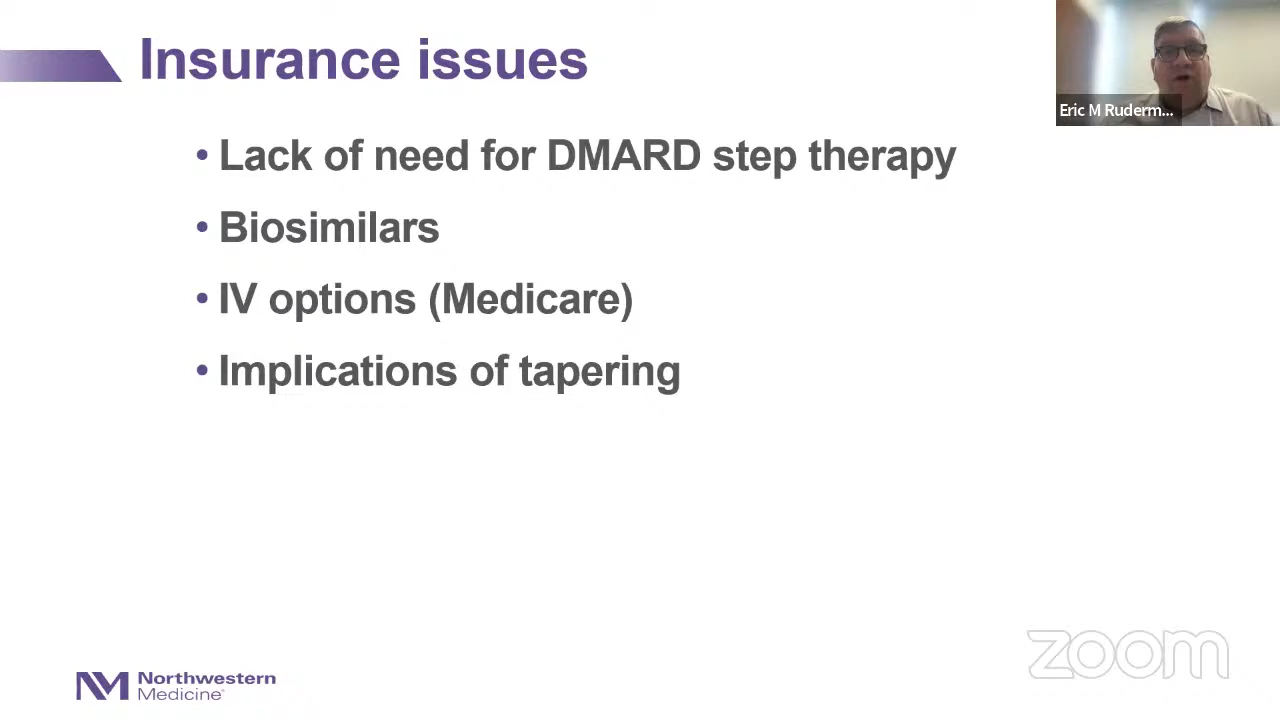 Insurance issues
Eric M Ruderm...
• Lack of need for DMARD step therapy
• Biosimilars
• IV options (Medicare)
• Implications of tapering
zoom
NM Northwestern
Medicine®